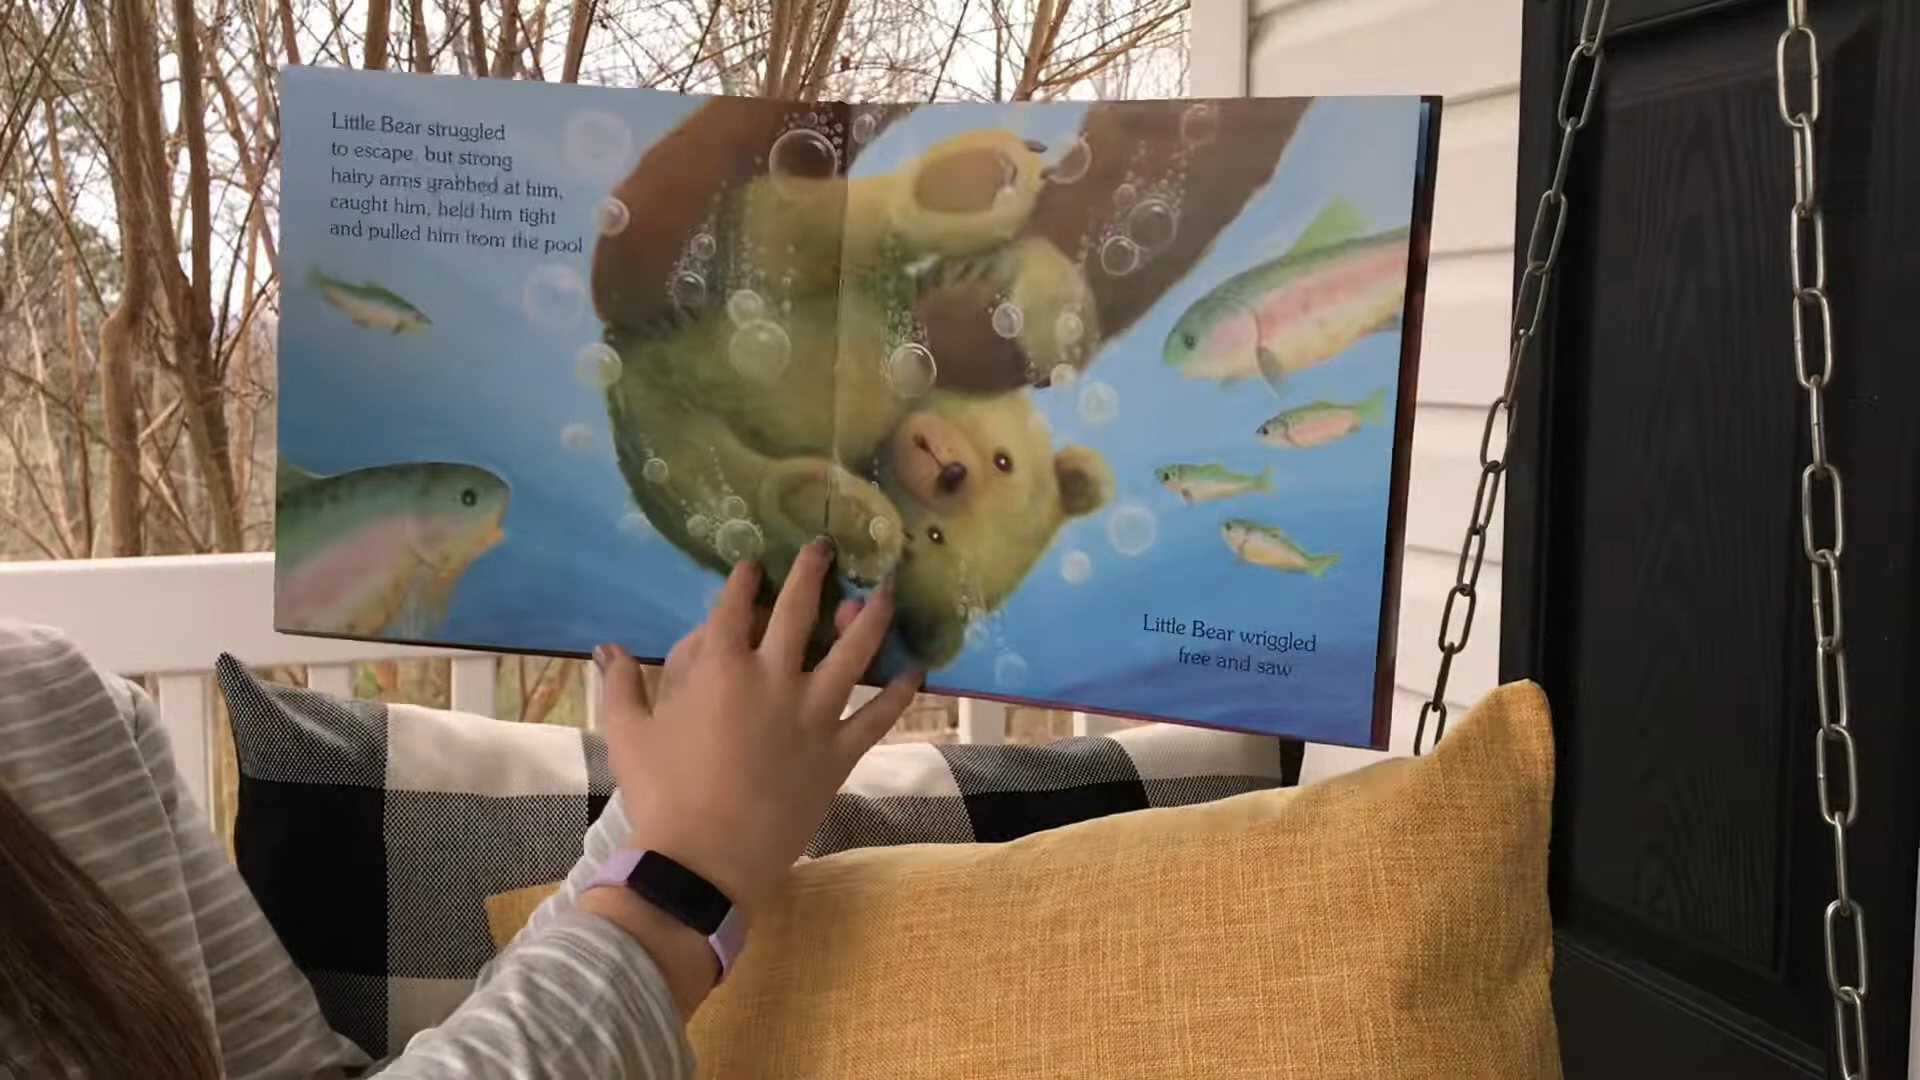 Little Bear struggled
to escape, but strong
hairy arms grabbed at him,
caught him, held him tight
and pulled him from the pool
Little Bear wriggled
free and saw